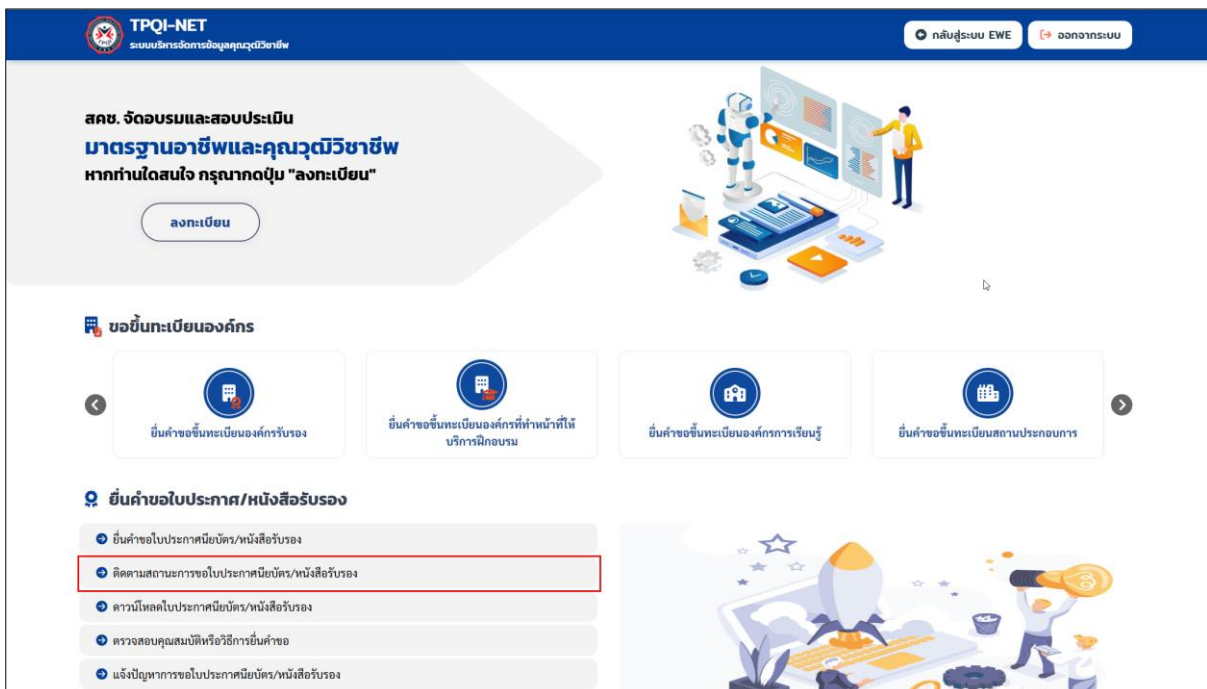 TPQI-NET
ระบบบริหารจัดการข้อมูลคุณวุฒิวิชาชีพ
กลับสู่ระบบ EWE
ออกจากระบบ
สคช. จัดอบรมและสอบประเมิน
มาตรฐานอาชีพและคุณวุฒิวิชาชีพ
หากท่านใดสนใจ กรุณากดปุ่ม "ลงทะเบียน"
ลงทะเบียน
ขอขึ้นทะเบียนองค์กร
ยื่นคำขอขึ้นทะเบียนองค์กรรับรอง
ยื่นคำขอขึ้นทะเบียนองค์กรที่ทำหน้าที่ให้
บริการฝึกอบรม
ยื่นคำขอขึ้นทะเบียนองค์กรการเรียนรู้
ยื่นคำขอขึ้นทะเบียนสถานประกอบการ
ยื่นคำขอใบประกาศ/หนังสือรับรอง
ยื่นคำขอใบประกาศนียบัตร/หนังสือรับรอง
ติดตามสถานะการขอใบประกาศนียบัตร/หนังสือรับรอง
ดาวน์โหลดใบประกาศนียบัตร/หนังสือรับรอง
ตรวจสอบคุณสมบัติหรือวิธีการยื่นคำขอ
แจ้งปัญหาการขอใบประกาศนียบัตร/หนังสือรับรอง